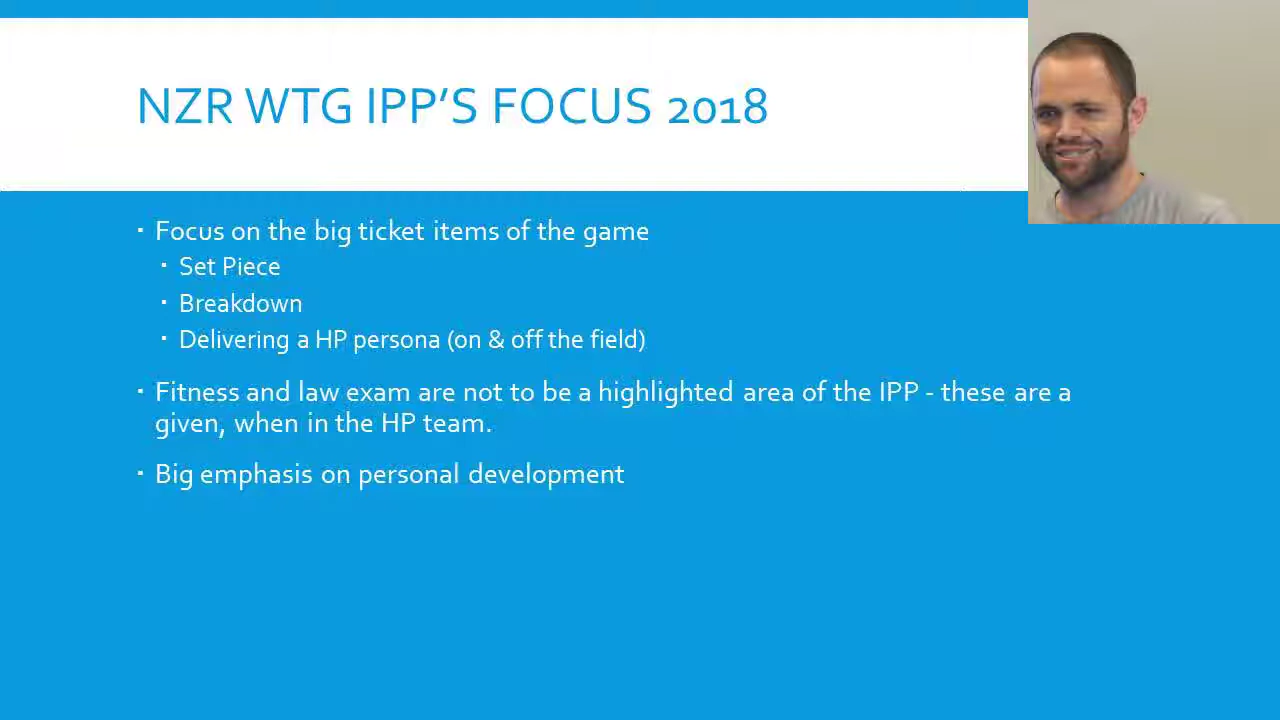 NZR WTG IPP’S FOCUS 2018
▪ Focus on the big ticket items of the game
▪ Set Piece
▪ Breakdown
▪ Delivering a HP persona (on & off the field)
▪ Fitness and law exam are not to be a highlighted area of the IPP - these are a
given, when in the HP team.
▪ Big emphasis on personal development